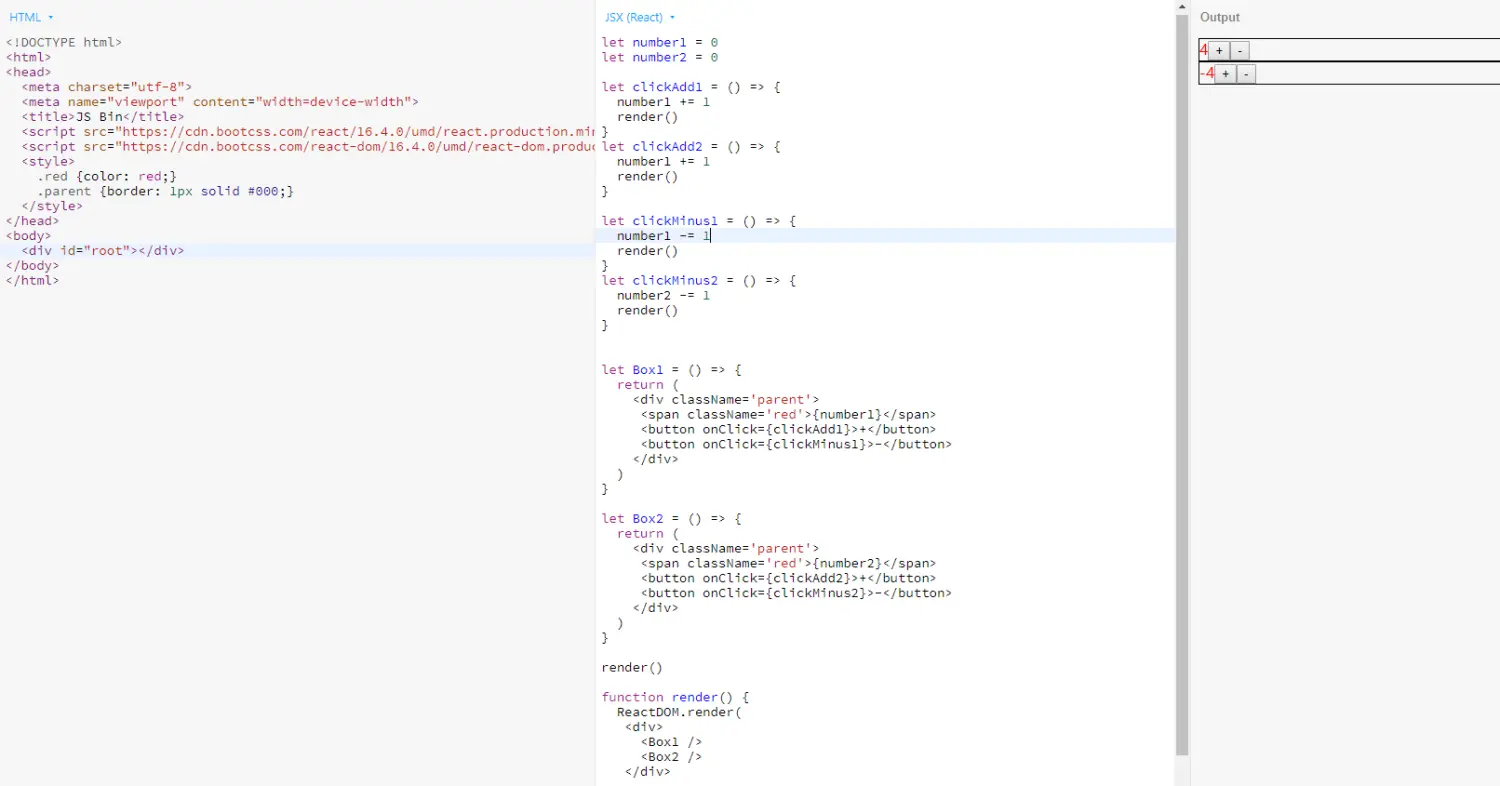 HTML
<!DOCTYPE html>
<html>
<head>
  <meta charset="utf-8">
  <meta name="viewport" content="width=device-width">
  <title>JS Bin</title>
  <script src="https://cdn.bootcss.com/react/16.4.0/umd/react.production.min
  <script src="https://cdn.bootcss.com/react-dom/16.4.0/umd/react-dom.produc
  <style>
    .red {color: red;}
    .parent {border: 1px solid #000;}
  </style>
</head>
<body>
  <div id="root"></div>
</body>
</html>
JSX (React)
let number1 = 0
let number2 = 0
let clickAdd1 = () => {
  number1 += 1
  render()
}
let clickAdd2 = () => {
  number1 += 1
  render()
}
let clickMinus1 = () => {
  number1 -= 1
  render()
}
let clickMinus2 = () => {
  number2 -= 1
  render()
}
let Box1 = () => {
  return (
    <div className='parent'>
     <span className='red'>{number1}</span>
     <button onClick={clickAdd1}>+</button>
     <button onClick={clickMinus1}>-</button>
    </div>
  )
}
let Box2 = () => {
  return (
    <div className='parent'>
     <span className='red'>{number2}</span>
     <button onClick={clickAdd2}>+</button>
     <button onClick={clickMinus2}>-</button>
    </div>
  )
}
render()
function render() {
  ReactDOM.render(
   <div>
     <Box1 />
     <Box2 />
   </div>
Output
4 + -
-4 + -